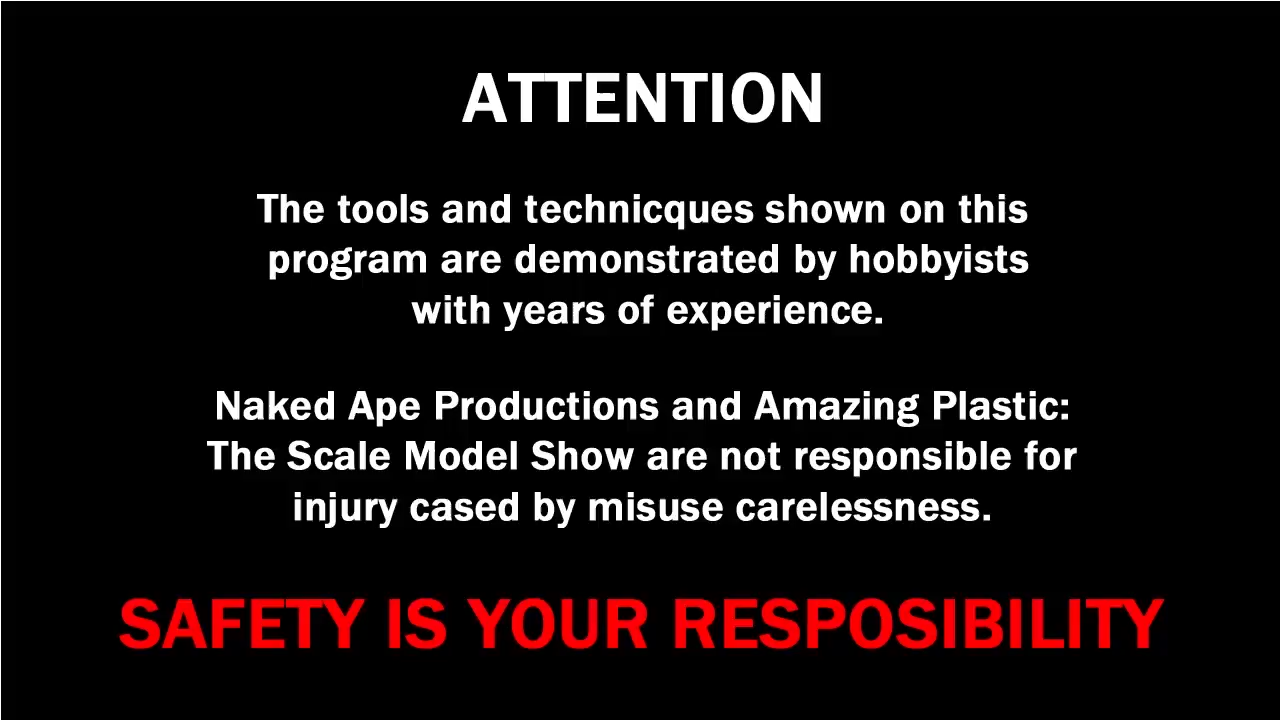 ATTENTION
The tools and technicques shown on this
program are demonstrated by hobbyists
with years of experience.
Naked Ape Productions and Amazing Plastic:
The Scale Model Show are not responsible for
injury cased by misuse carelessness.
SAFETY IS YOUR RESPOSIBILITY